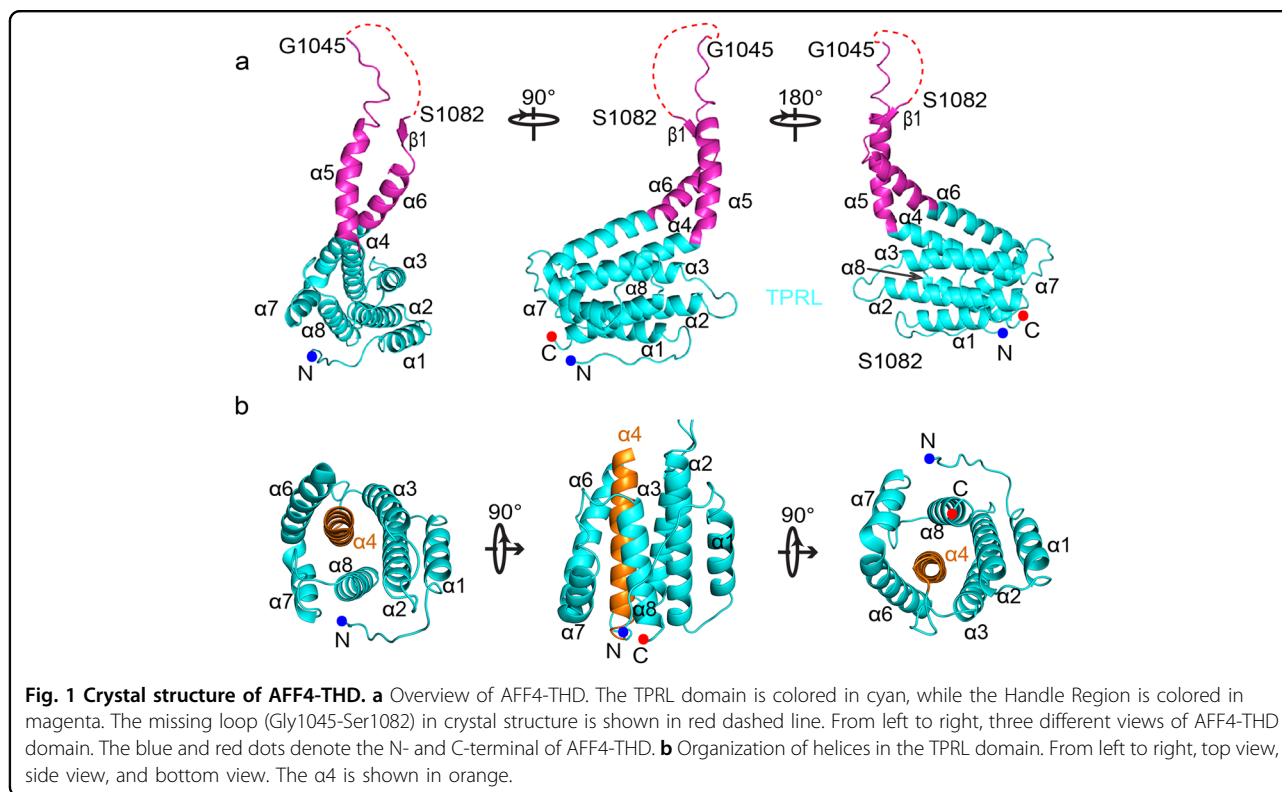 a
G1045
S1082
β1
α5
α6
α4
α3
α7
α2
α8
α1
N
90°
G1045
S1082
β1
α6
α5
α4
α3
α8
α7
TPRL
α2
α1
C
N
180°
G1045
S1082
β1
α6
α5
α4
α3
α8
α7
α2
α1
C
N
S1082
b
α6
α3
α4
α8
α7
α1
α2
N
90°
α4
α2
α6
α3
α1
α8
α7
N
C
90°
N
α7
C
α8
α4
α1
α2
α6
α3
Fig. 1 Crystal structure of AFF4-THD. a Overview of AFF4-THD. The TPRL domain is colored in cyan, while the Handle Region is colored in
magenta. The missing loop (Gly1045-Ser1082) in crystal structure is shown in red dashed line. From left to right, three different views of AFF4-THD
domain. The blue and red dots denote the N- and C-terminal of AFF4-THD. b Organization of helices in the TPRL domain. From left to right, top view,
side view, and bottom view. The α4 is shown in orange.